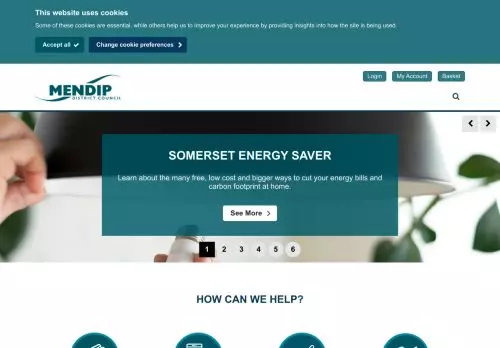 This website uses cookies
Some of these cookies are essential, while others help us to improve your experience by providing insights into how the site is being used.
Accept all
Change cookie preferences
Login
My Account
Basket
MENDIP
DISTRICT COUNCIL
SOMERSET ENERGY SAVER
Learn about the many free, low cost and bigger ways to cut your energy bills and
carbon footprint at home.
See More
1 2 3 4 5 6
HOW CAN WE HELP?